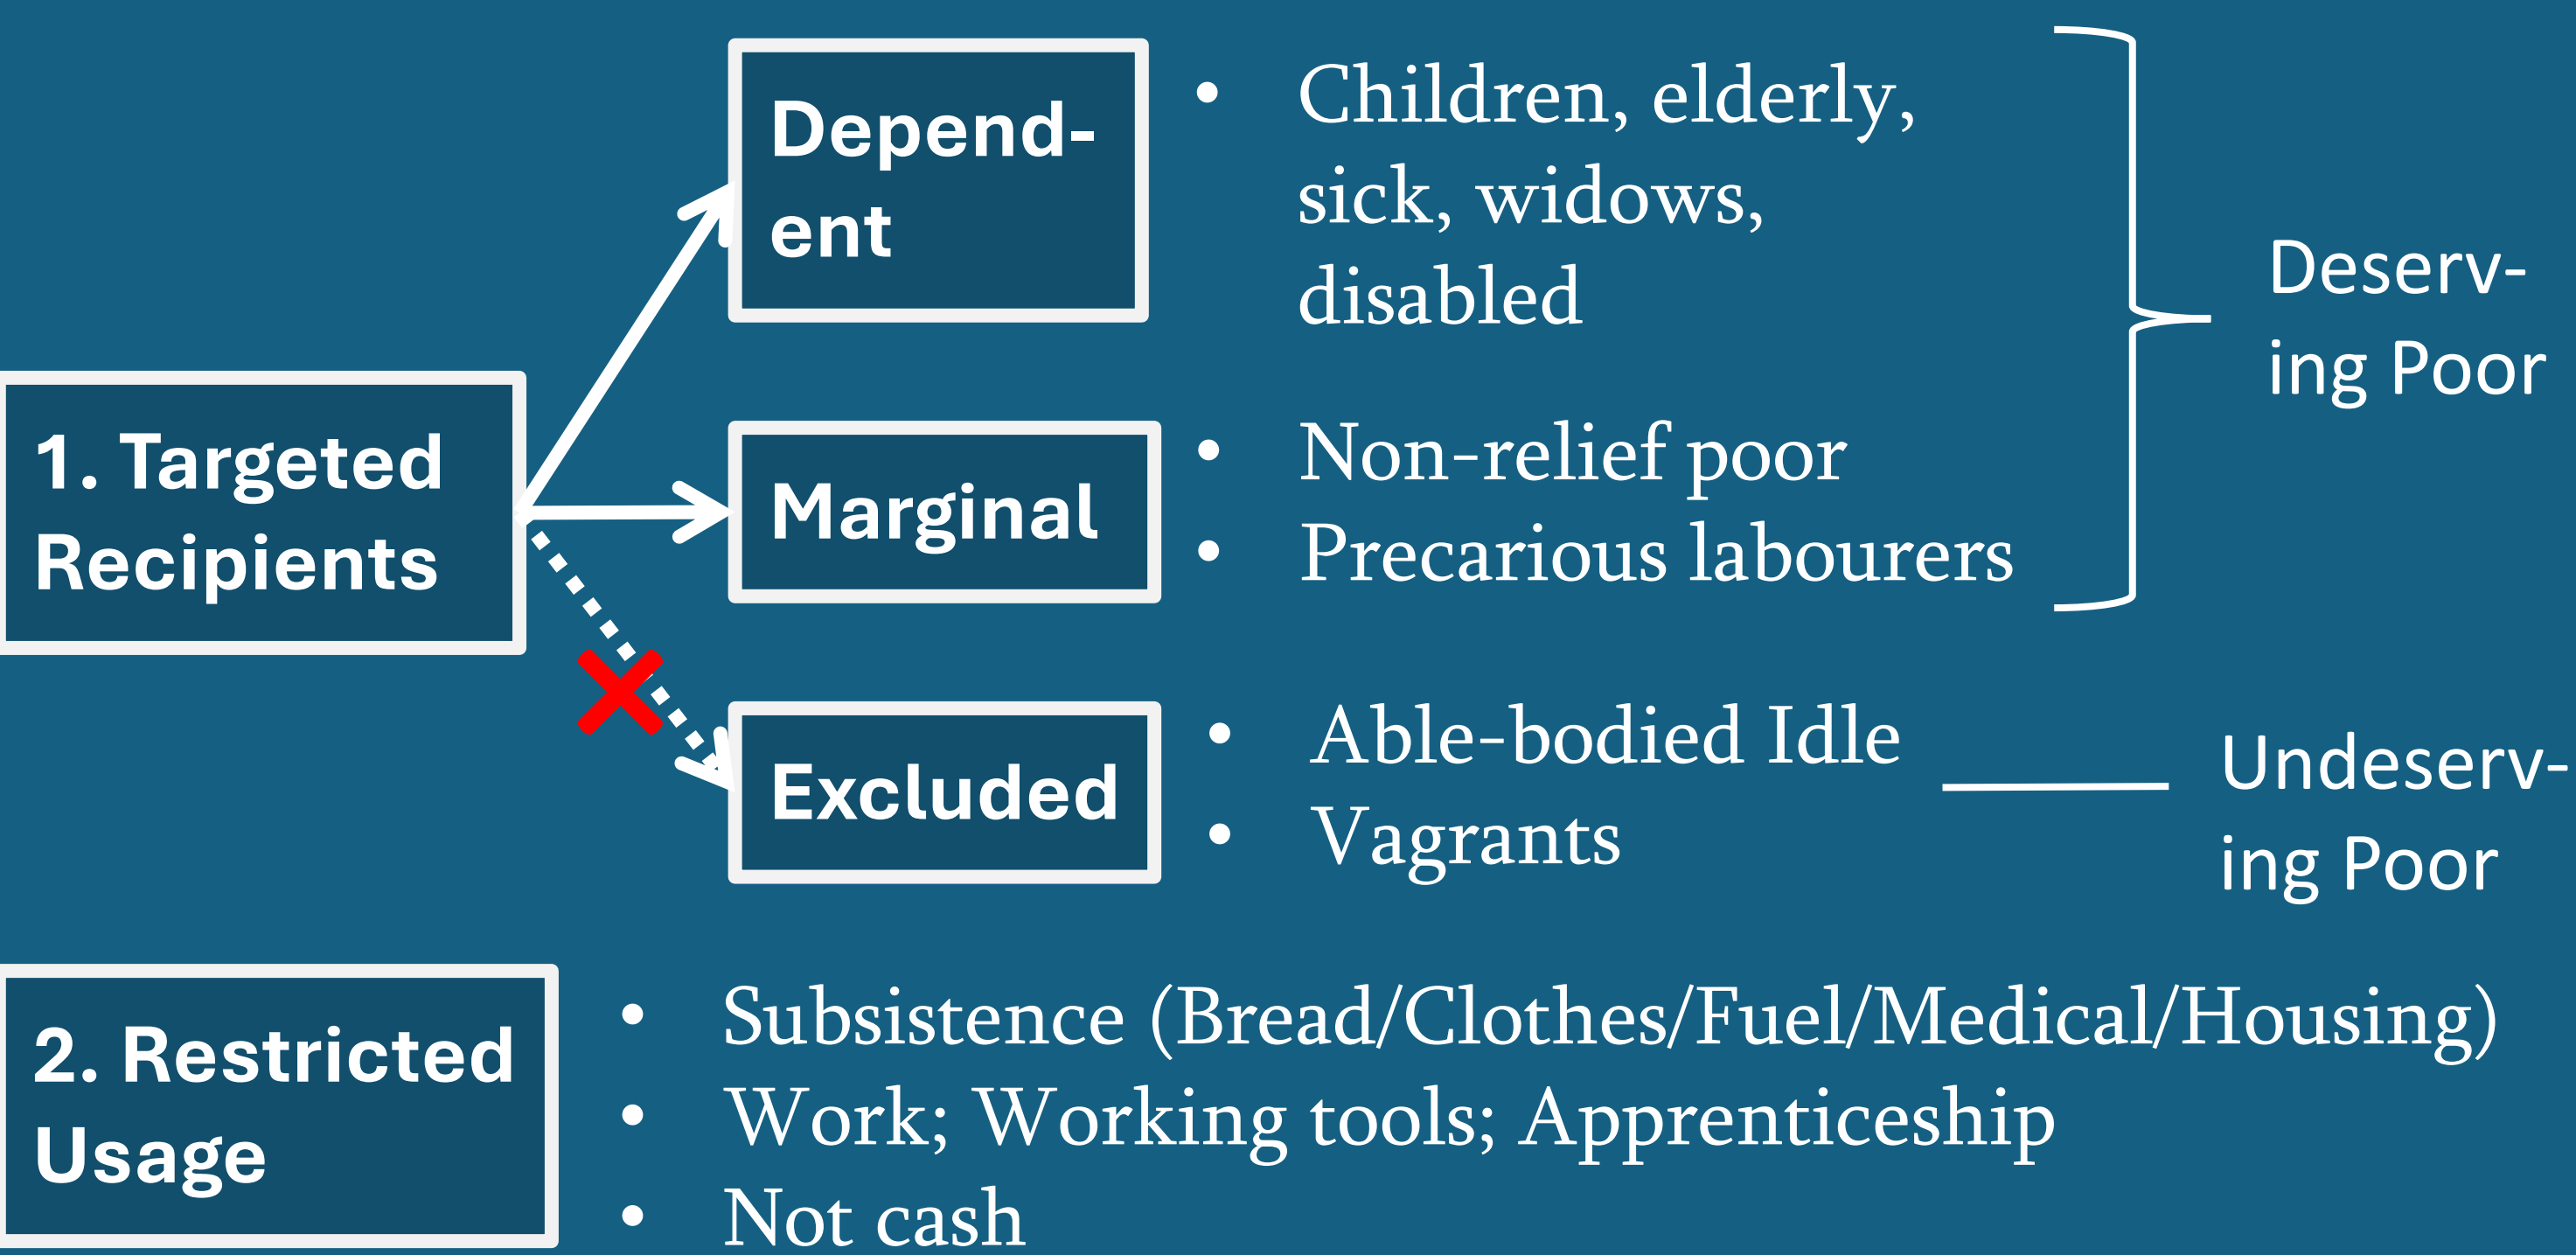 Depend-
ent
• Children, elderly,
sick, widows,
disabled
Deserv-
ing Poor
1. Targeted
Recipients
Marginal
• Non-relief poor
• Precarious labourers
Excluded
• Able-bodied Idle
• Vagrants
Undeserv-
ing Poor
2. Restricted
Usage
• Subsistence (Bread/Clothes/Fuel/Medical/Housing)
• Work; Working tools; Apprenticeship
• Not cash